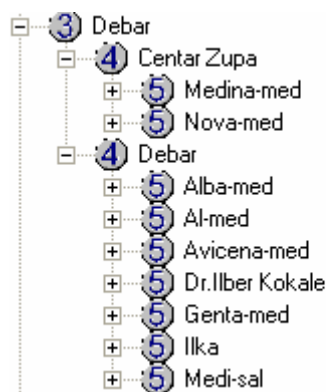 3 Debar
4 Centar Zupa
5 Medina-med
5 Nova-med
4 Debar
5 Alba-med
5 Al-med
5 Avicena-med
5 Dr.Ilber Kokale
5 Genta-med
5 Ilka
5 Medi-sal